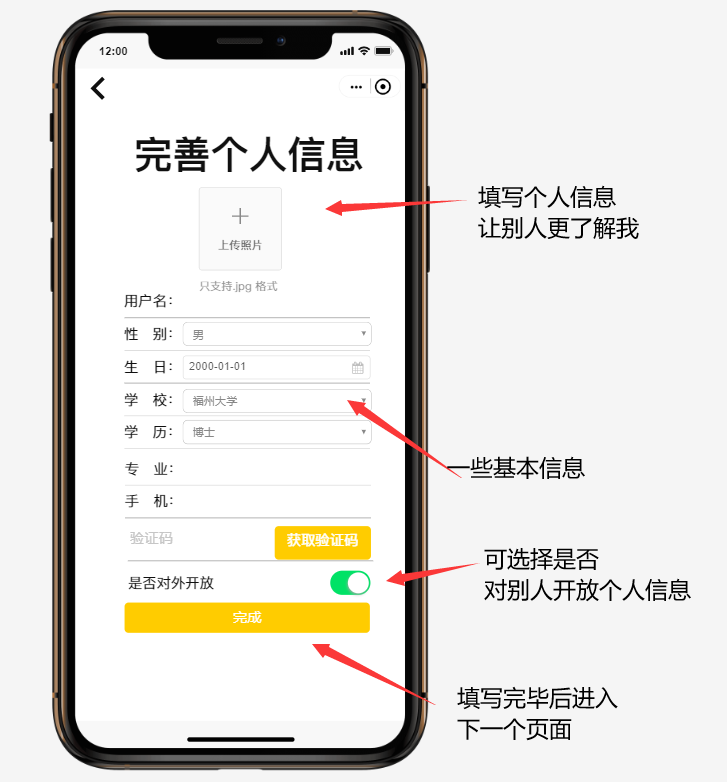 12:00
完善个人信息
填写个人信息
让别人更了解我
上传照片
只支持.jpg 格式
用户名：
性 别： 男
生 日： 2000-01-01
学 校： 福州大学
学 历： 博士
一些基本信息
专 业：
手 机：
验证码 获取验证码
可选择是否
对别人开放个人信息
是否对外开放
完成
填写完毕后进入
下一个页面